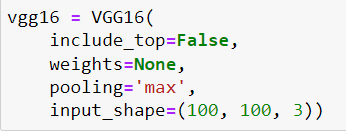 vgg16 = VGG16(
    include_top=False,
    weights=None,
    pooling='max',
    input_shape=(100, 100, 3))